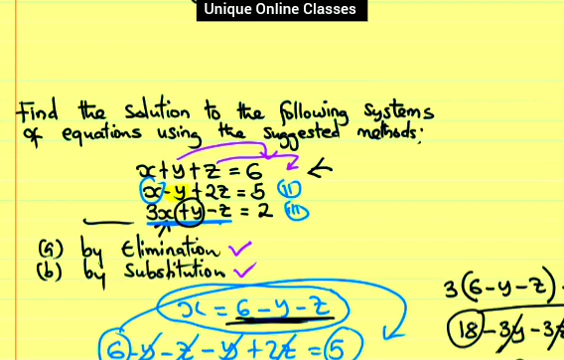 Unique Online Classes
Find the solution to the following systems
of equations using the suggested methods:
x+y+z = 6
x-y+2z = 5 (ii)
3x+y-z = 2 (iii)
(a) by Elimination ✓
(b) by Substitution ✓
x = 6-y-z
3(6-y-z)
6-y-z-y+2z = 5
18-3y-3z